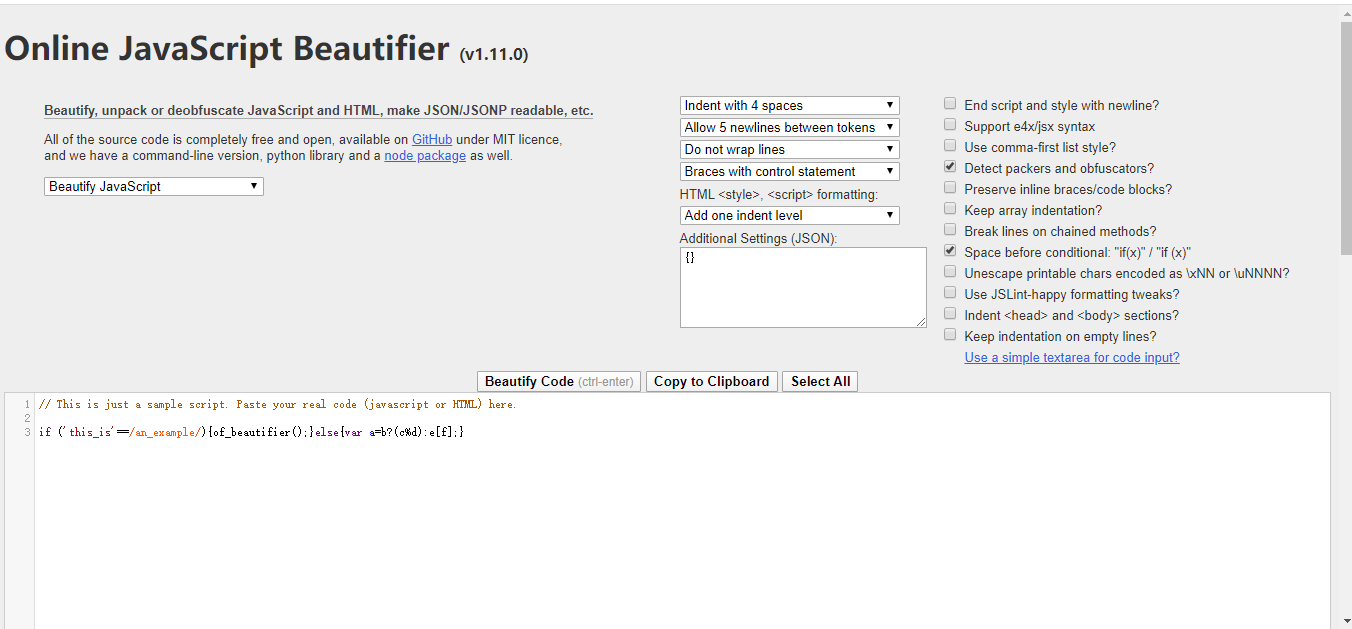 Online JavaScript Beautifier (v1.11.0)
Beautify, unpack or deobfuscate JavaScript and HTML, make JSON/JSONP readable, etc.
All of the source code is completely free and open, available on GitHub under MIT licence,
and we have a command-line version, python library and a node package as well.
Beautify JavaScript
Indent with 4 spaces
Allow 5 newlines between tokens
Do not wrap lines
Braces with control statement
HTML <style>, <script> formatting:
Add one indent level
Additional Settings (JSON):
{}
End script and style with newline?
Support e4x/jsx syntax
Use comma-first list style?
Detect packers and obfuscators?
Preserve inline braces/code blocks?
Keep array indentation?
Break lines on chained methods?
Space before conditional: "if(x)" / "if (x)"
Unescape printable chars encoded as \xNN or \uNNNN?
Use JSLint-happy formatting tweaks?
Indent <head> and <body> sections?
Keep indentation on empty lines?
Use a simple textarea for code input?
Beautify Code (ctrl-enter) Copy to Clipboard Select All
1 // This is just a sample script. Paste your real code (javascript or HTML) here.
2
3 if ('this_is'==/an_example/){of_beautifier();}else{var a=b?(c%d):e[f];}